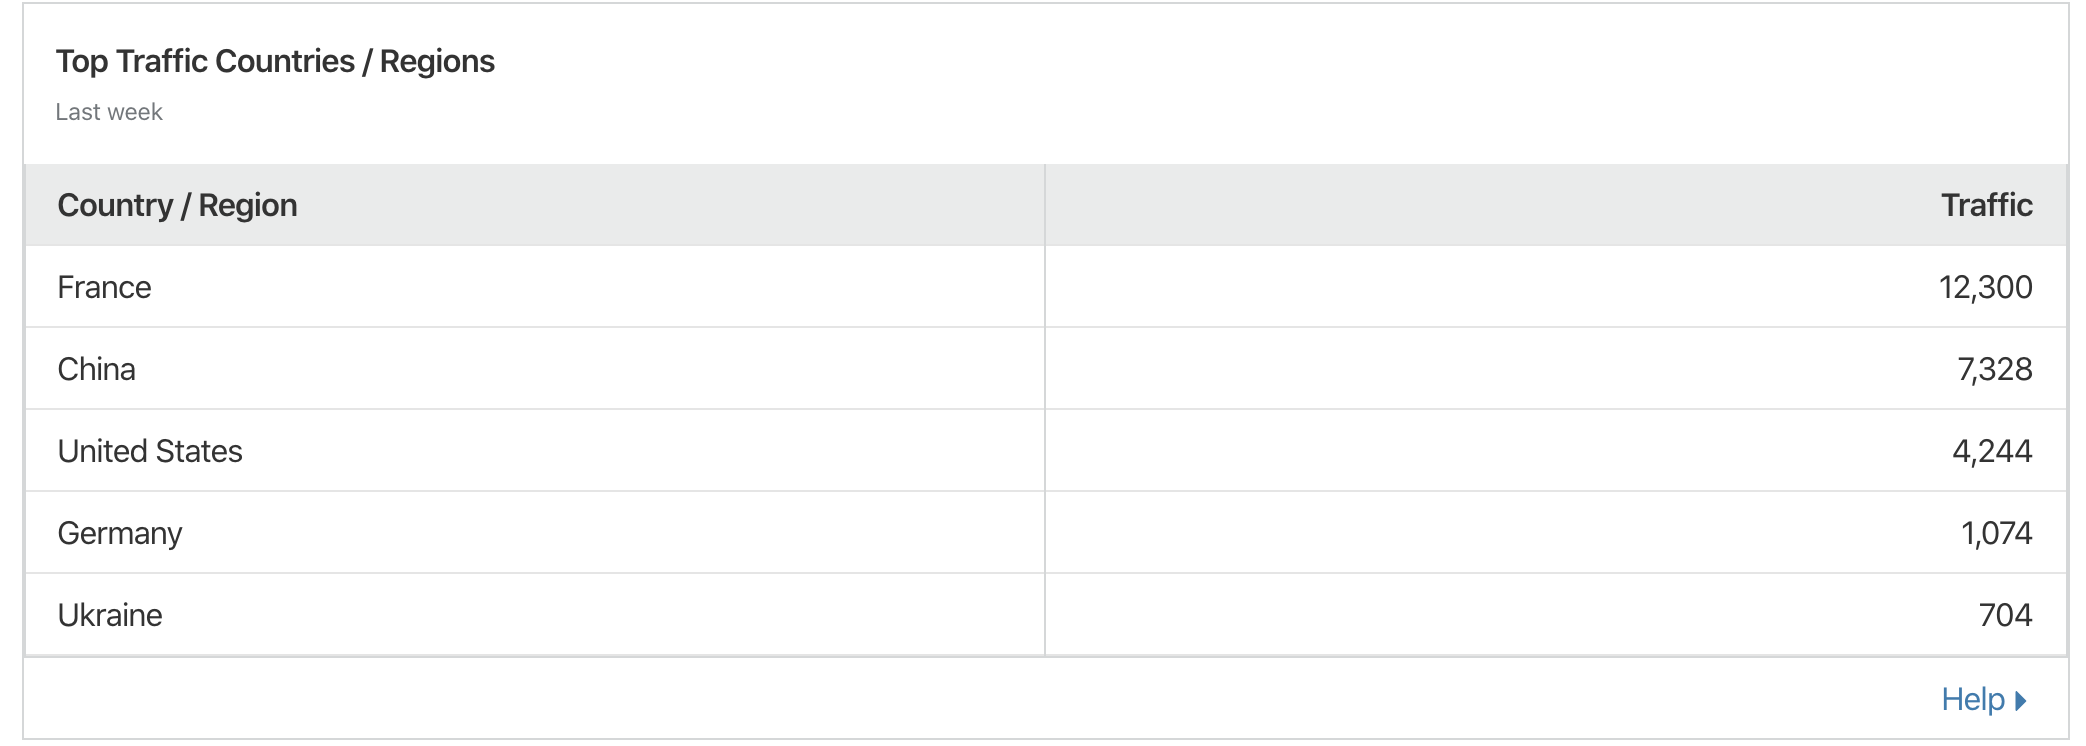 Top Traffic Countries / Regions
Last week
Country / Region Traffic
France 12,300
China 7,328
United States 4,244
Germany 1,074
Ukraine 704
Help